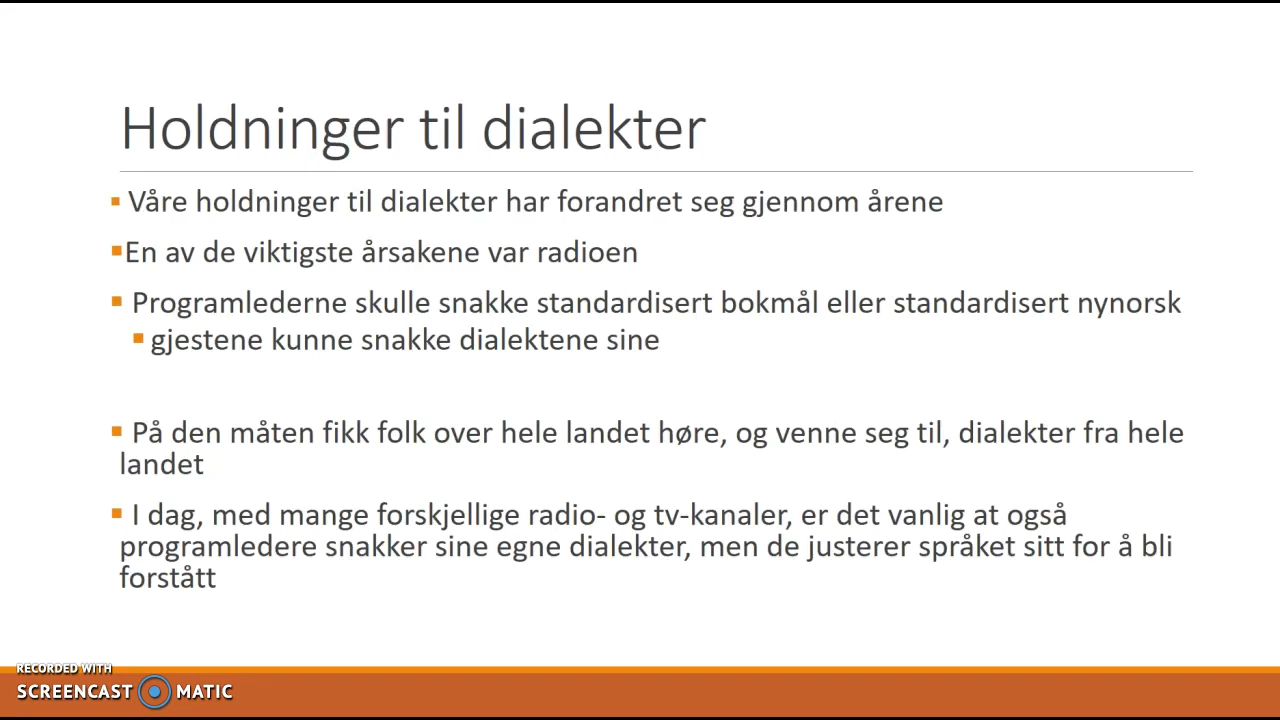 Holdninger til dialekter
Våre holdninger til dialekter har forandret seg gjennom årene
En av de viktigste årsakene var radioen
Programlederne skulle snakke standardisert bokmål eller standardisert nynorsk
gjestene kunne snakke dialektene sine
På den måten fikk folk over hele landet høre, og venne seg til, dialekter fra hele
landet
I dag, med mange forskjellige radio- og tv-kanaler, er det vanlig at også
programledere snakker sine egne dialekter, men de justerer språket sitt for å bli
forstått
RECORDED WITH
SCREENCAST MATIC